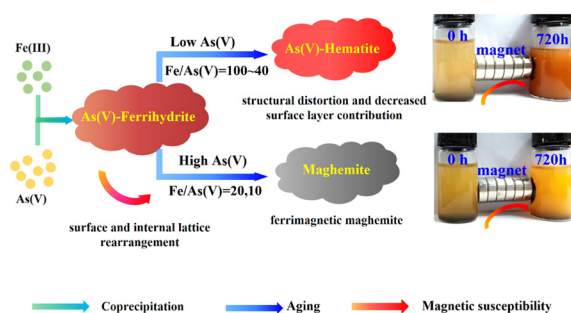 Fe(III)
As(V)
As(V)-Ferrihydrite
surface and internal lattice
rearrangement
Low As(V)
Fe/As(V)=100~40
As(V)-Hematite
structural distortion and decreased
surface layer contribution
High As(V)
Fe/As(V)=20,10
Maghemite
ferrimagnetic maghemite
0 h
magnet
720h
0 h
magnet
720h
Coprecipitation
Aging
Magnetic susceptibility